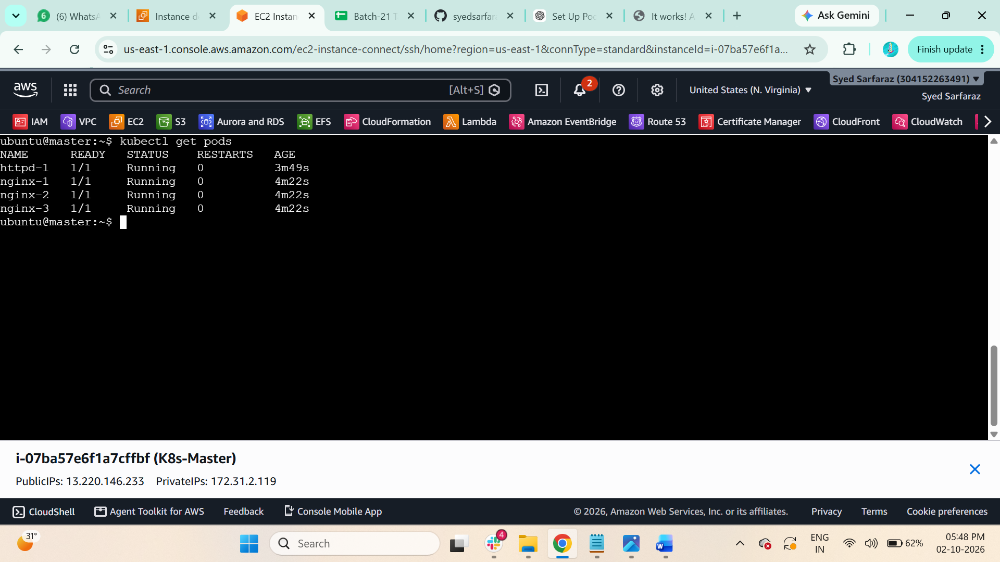 6 (6) WhatsA
Instance de
EC2 Instan
Batch-21 T
syedsarfara
Set Up Poc
It works! A
Ask Gemini
us-east-1.console.aws.amazon.com/ec2-instance-connect/ssh/home?region=us-east-1&connType=standard&instanceId=i-07ba57e6f1a...
Finish update
aws
Search
[Alt+S]
2
United States (N. Virginia)
Syed Sarfaraz (304152263491)
Syed Sarfaraz
IAM VPC EC2 S3 Aurora and RDS EFS CloudFormation Lambda Amazon EventBridge Route 53 Certificate Manager CloudFront CloudWatch
ubuntu@master:~$ kubectl get pods
NAME READY STATUS RESTARTS AGE
httpd-1 1/1 Running 0 3m49s
nginx-1 1/1 Running 0 4m22s
nginx-2 1/1 Running 0 4m22s
nginx-3 1/1 Running 0 4m22s
ubuntu@master:~$
i-07ba57e6f1a7cffbf (K8s-Master)
PublicIPs: 13.220.146.233 PrivateIPs: 172.31.2.119
CloudShell Agent Toolkit for AWS Feedback Console Mobile App © 2026, Amazon Web Services, Inc. or its affiliates. Privacy Terms Cookie preferences
31°
Search
4
W
ENG
IN
62%
05:48 PM
02-10-2026